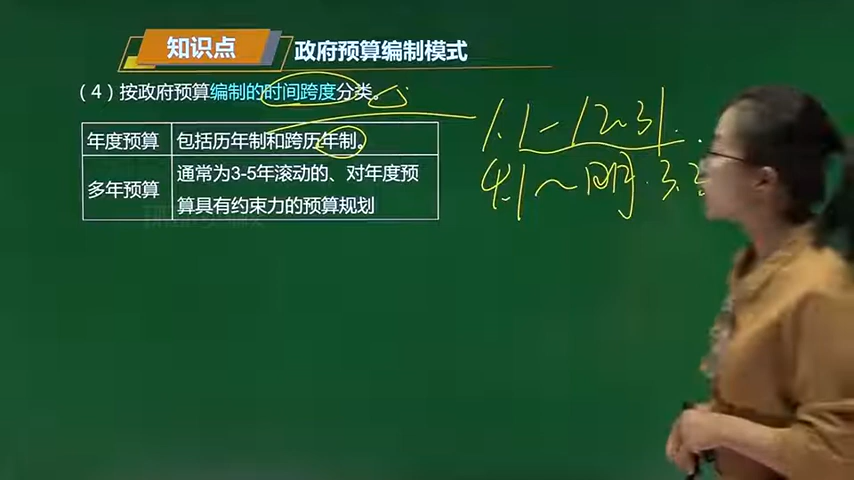 知识点
政府预算编制模式
（4）按政府预算编制的时间跨度分类。
年度预算 包括历年制和跨历年制。
多年预算 通常为3-5年滚动的、对年度预
算具有约束力的预算规划
1.1 - 12.31.
4.1 ~ 3.3